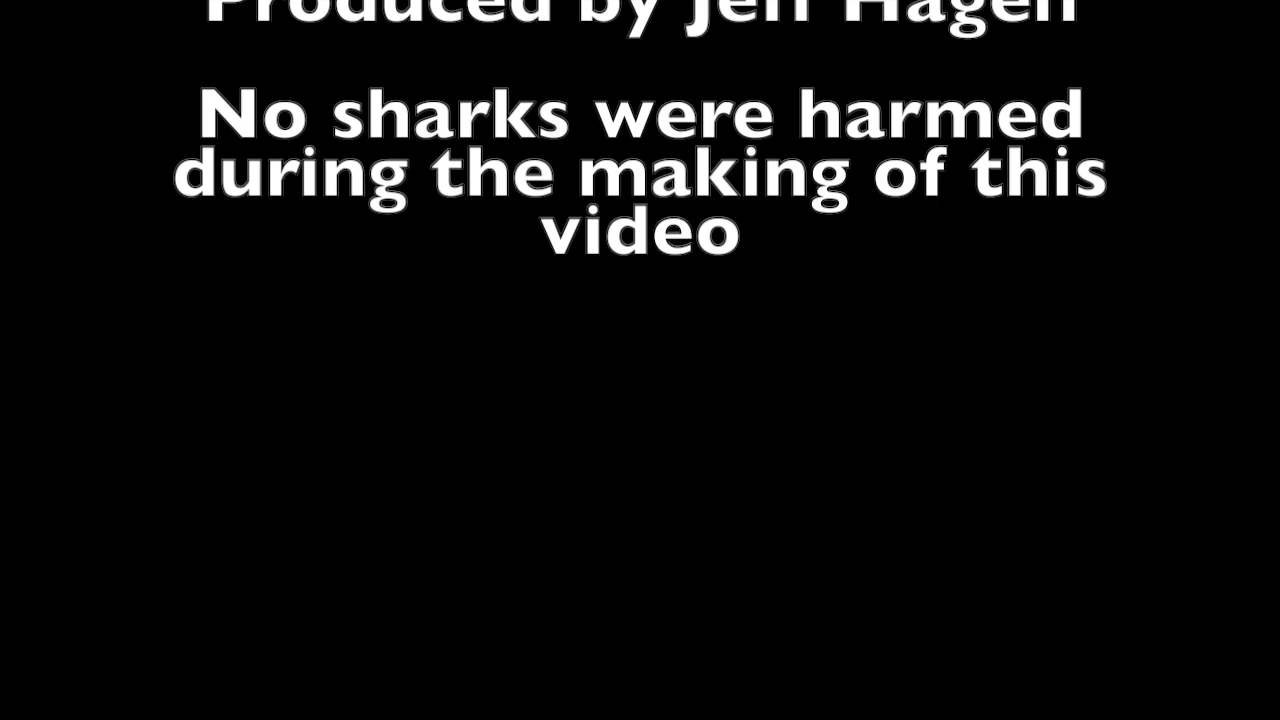 Produced by Jeff Hagen
No sharks were harmed
during the making of this
video